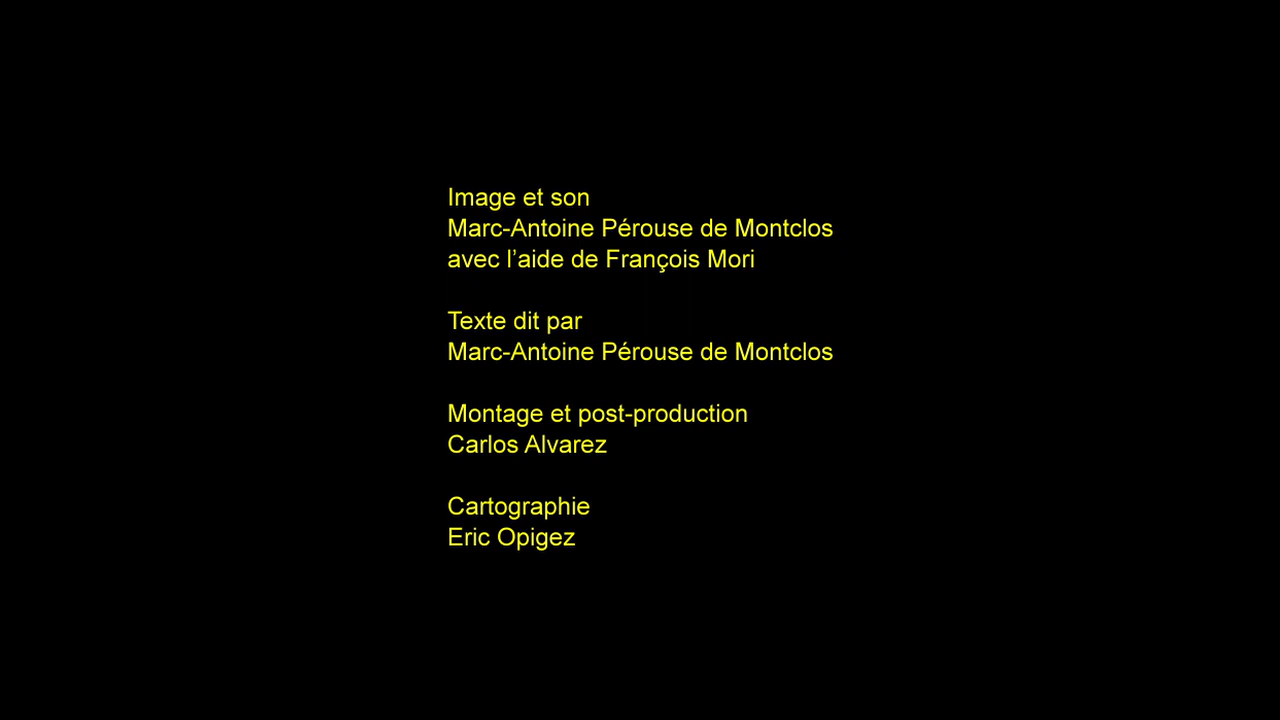 Image et son
Marc-Antoine Pérouse de Montclos
avec l’aide de François Mori
Texte dit par
Marc-Antoine Pérouse de Montclos
Montage et post-production
Carlos Alvarez
Cartographie
Eric Opigez